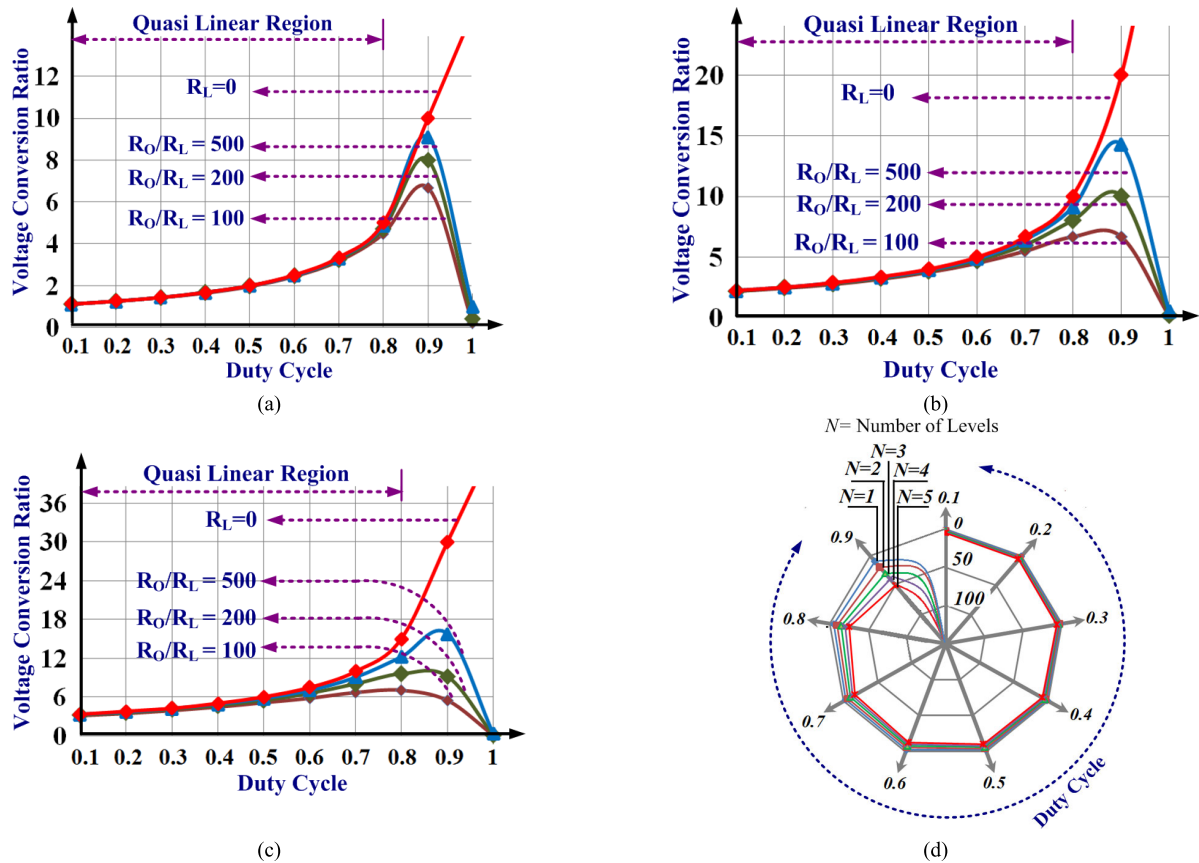 Quasi Linear Region
Voltage Conversion Ratio
12
10
8
6
4
2
0
R_L=0
R_O/R_L = 500
R_O/R_L = 200
R_O/R_L = 100
0.1 0.2 0.3 0.4 0.5 0.6 0.7 0.8 0.9 1
Duty Cycle
(a)
Quasi Linear Region
Voltage Conversion Ratio
20
15
10
5
0
R_L=0
R_O/R_L = 500
R_O/R_L = 200
R_O/R_L = 100
0.1 0.2 0.3 0.4 0.5 0.6 0.7 0.8 0.9 1
Duty Cycle
(b)
Quasi Linear Region
Voltage Conversion Ratio
36
30
24
18
12
6
0
R_L=0
R_O/R_L = 500
R_O/R_L = 200
R_O/R_L = 100
0.1 0.2 0.3 0.4 0.5 0.6 0.7 0.8 0.9 1
Duty Cycle
(c)
N= Number of Levels
N=3
N=2 N=4
N=1 N=5
0.1
0.2
0.3
0.4
0.5
0.6
0.7
0.8
0.9
0
50
100
Duty Cycle
(d)